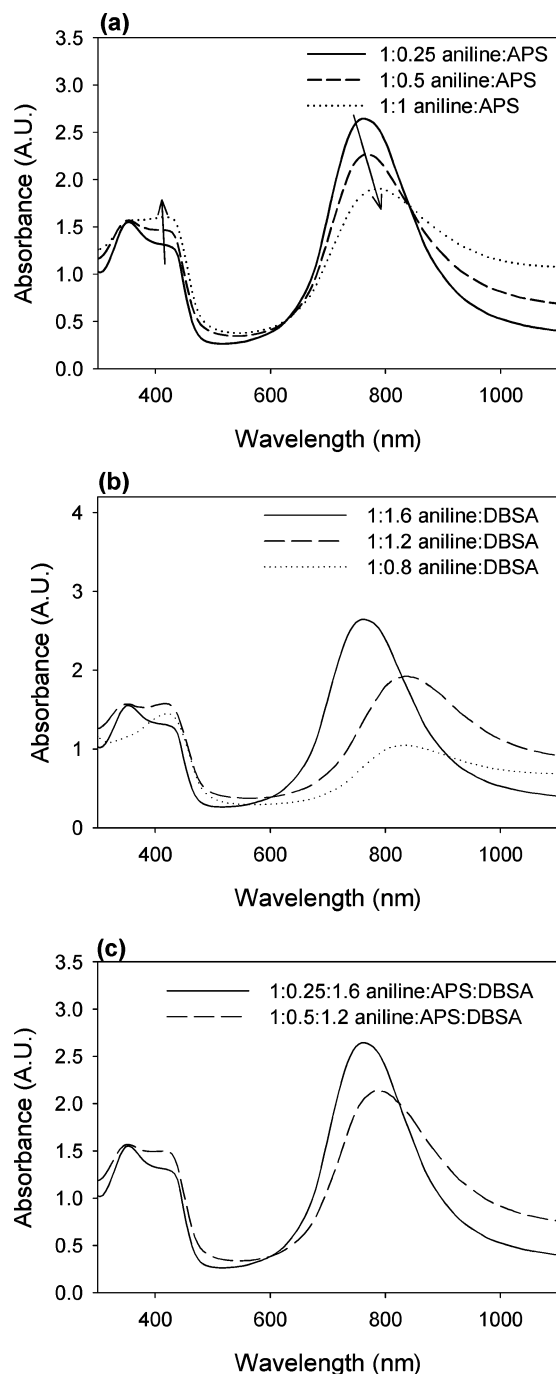 (a)
3.5
3.0
2.5
2.0
1.5
1.0
0.5
0.0
Absorbance (A.U.)
1:0.25 aniline:APS
1:0.5 aniline:APS
1:1 aniline:APS
400 600 800 1000
Wavelength (nm)
(b)
4
3
2
1
0
Absorbance (A.U.)
1:1.6 aniline:DBSA
1:1.2 aniline:DBSA
1:0.8 aniline:DBSA
400 600 800 1000
Wavelength (nm)
(c)
3.5
3.0
2.5
2.0
1.5
1.0
0.5
0.0
Absorbance (A.U.)
1:0.25:1.6 aniline:APS:DBSA
1:0.5:1.2 aniline:APS:DBSA
400 600 800 1000
Wavelength (nm)